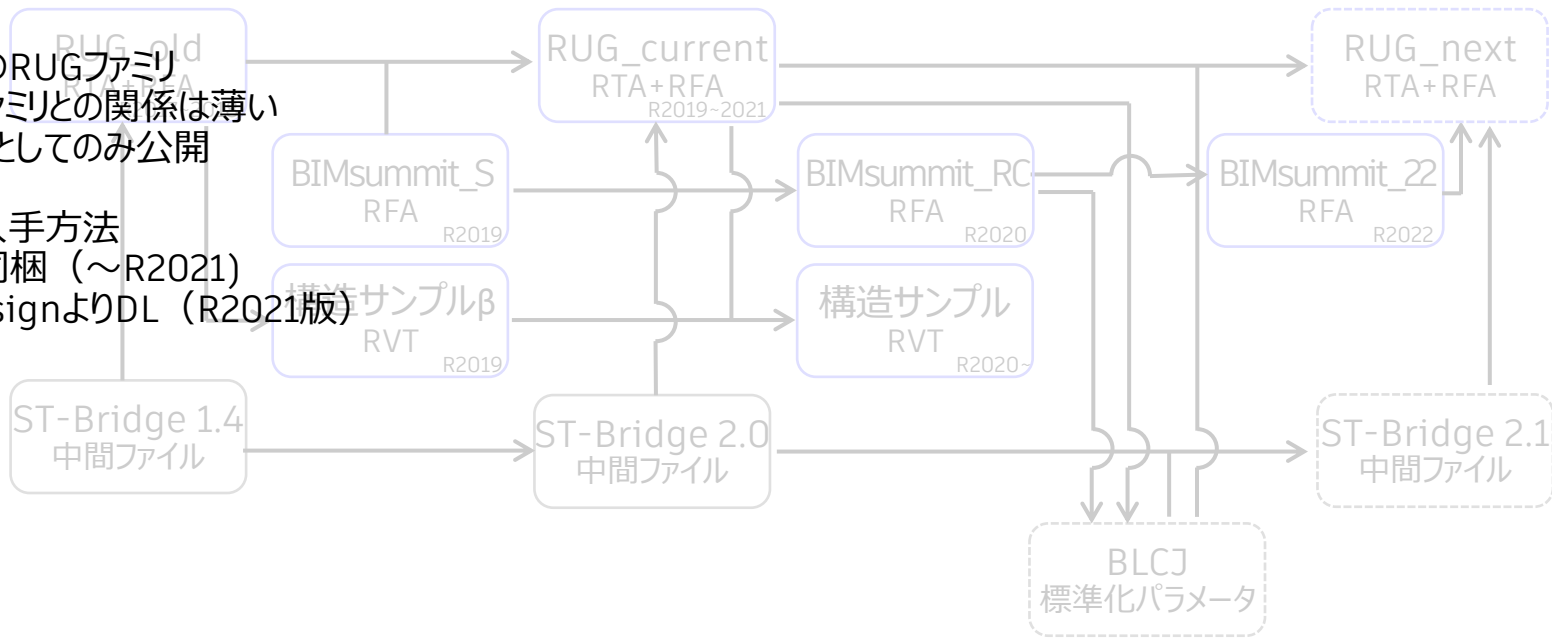 のRUGファミリ
ァミリとの関係は薄い
としてのみ公開
入手方法
同梱（～R2021)
signよりDL（R2021版）
RUG_old
RTA+RFA
RUG_current
RTA+RFA
R2019~2021
RUG_next
RTA+RFA
BIMsummit_S
RFA
R2019
BIMsummit_RC
RFA
R2020
BIMsummit_22
RFA
R2022
構造サンプルβ
RVT
R2019
構造サンプル
RVT
R2020~
ST-Bridge 1.4
中間ファイル
ST-Bridge 2.0
中間ファイル
ST-Bridge 2.1
中間ファイル
BLCJ
標準化パラメータ